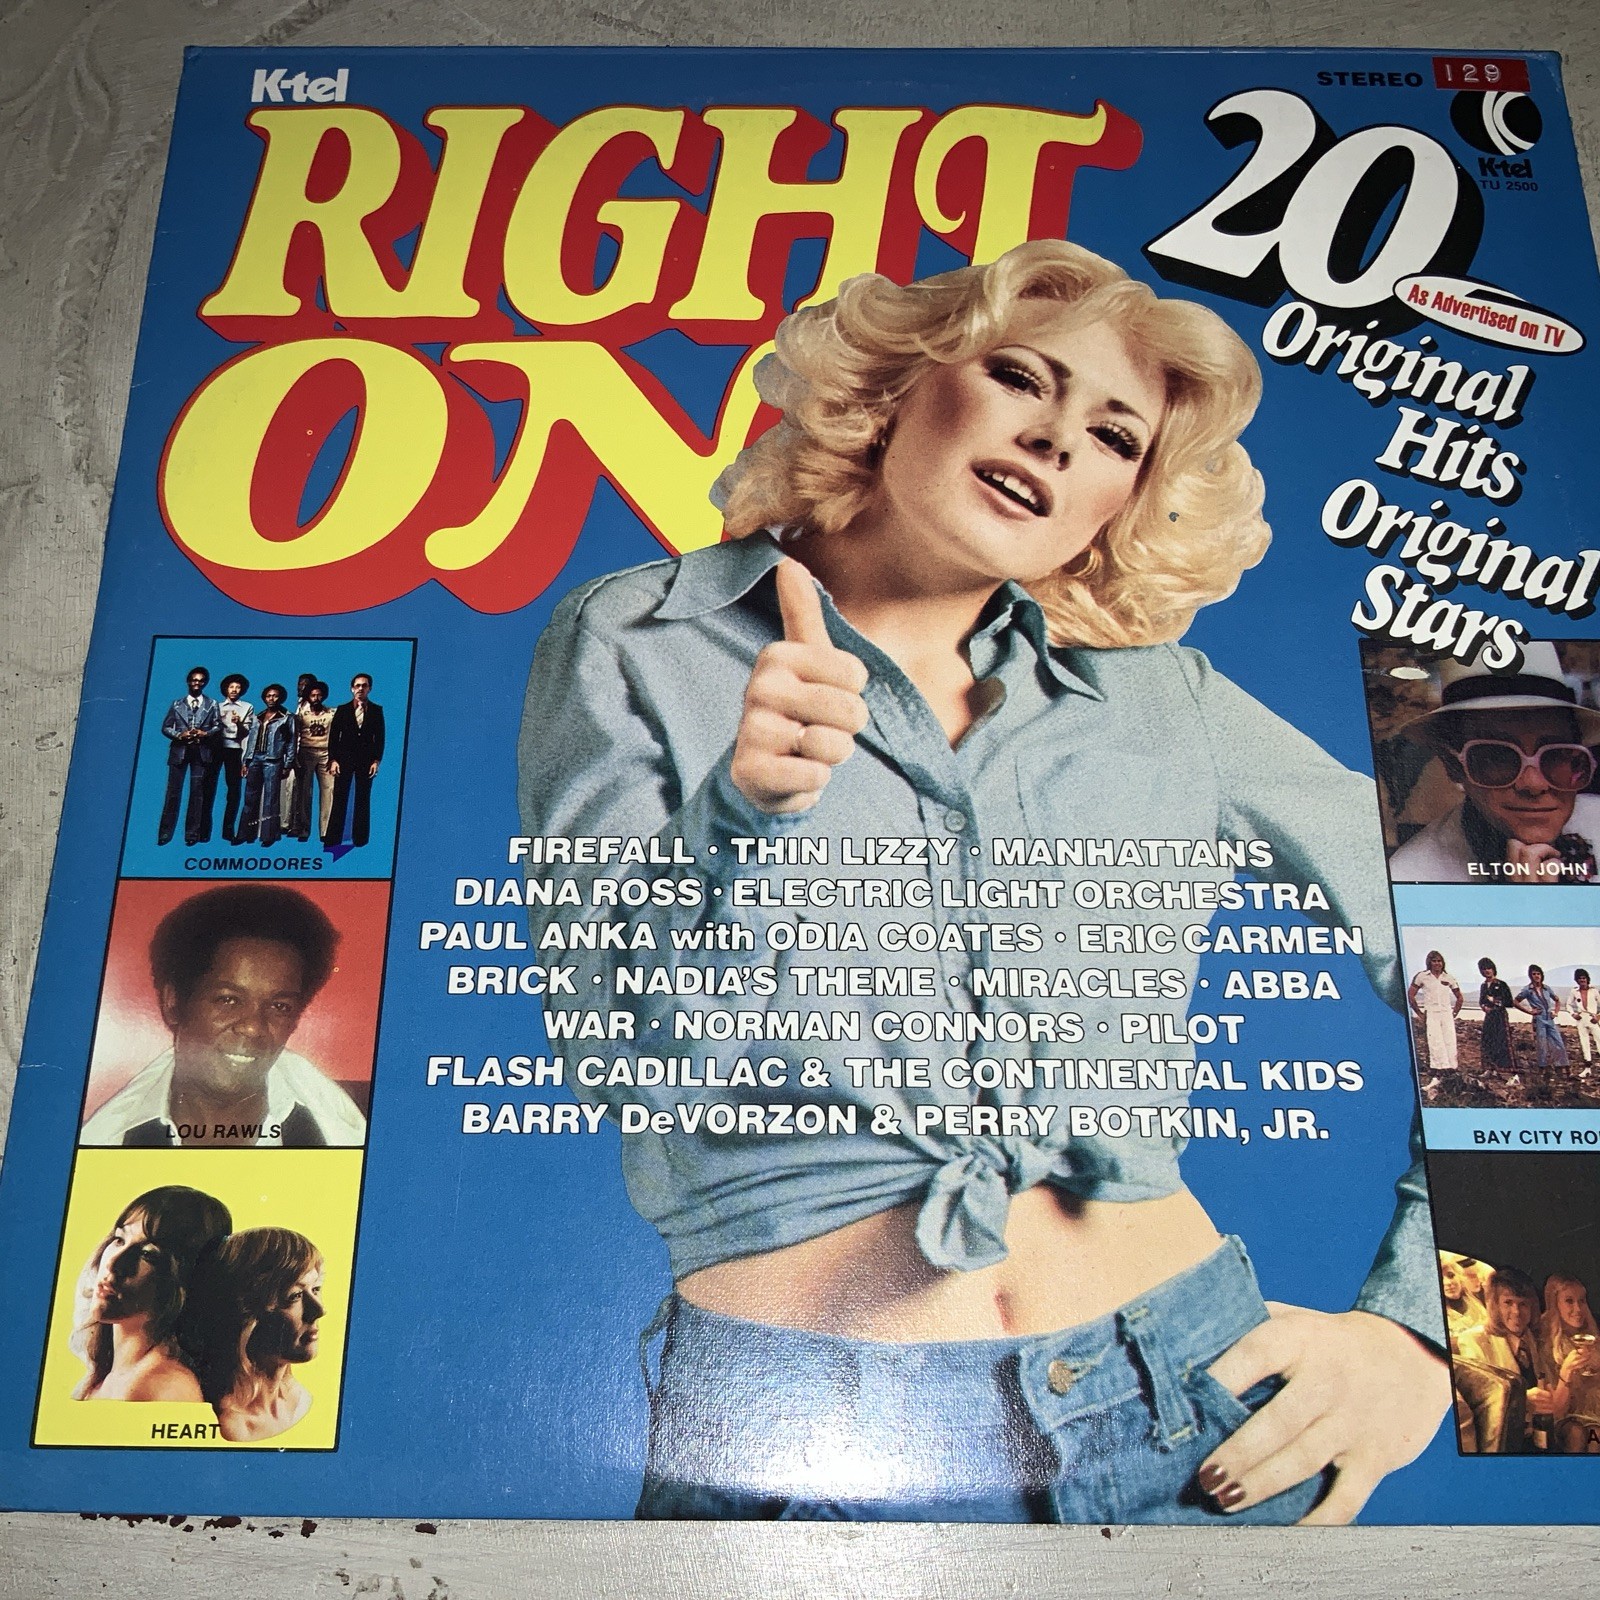 K-tel
RIGHT
ON
STEREO
129
K-tel
TU 2500
20
As Advertised on TV
Original
Hits
Original
Stars
COMMODORES
LOU RAWLS
HEART
FIREFALL • THIN LIZZY • MANHATTANS
DIANA ROSS • ELECTRIC LIGHT ORCHESTRA
PAUL ANKA with ODIA COATES • ERIC CARMEN
BRICK • NADIA'S THEME • MIRACLES • ABBA
WAR • NORMAN CONNORS • PILOT
FLASH CADILLAC & THE CONTINENTAL KIDS
BARRY DeVORZON & PERRY BOTKIN, JR.
ELTON JOHN
BAY CITY RO
A